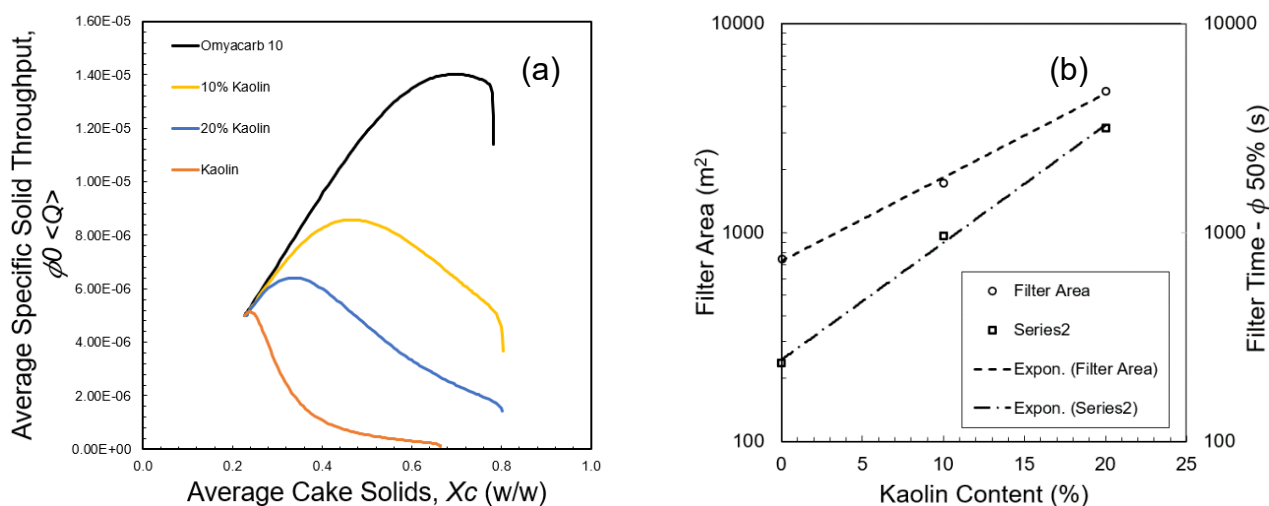 Average Specific Solid Throughput,
ϕ0 <Q>
1.60E-05
1.40E-05
1.20E-05
1.00E-05
8.00E-06
6.00E-06
4.00E-06
2.00E-06
0.00E+00
Omyacarb 10
10% Kaolin
20% Kaolin
Kaolin
(a)
0.0 0.2 0.4 0.6 0.8 1.0
Average Cake Solids, Xc (w/w)
Filter Area (m²)
10000
1000
100
(b)
Filter Area
Series2
Expon. (Filter Area)
Expon. (Series2)
10000
1000
100
Filter Time - ϕ 50% (s)
0 5 10 15 20 25
Kaolin Content (%)